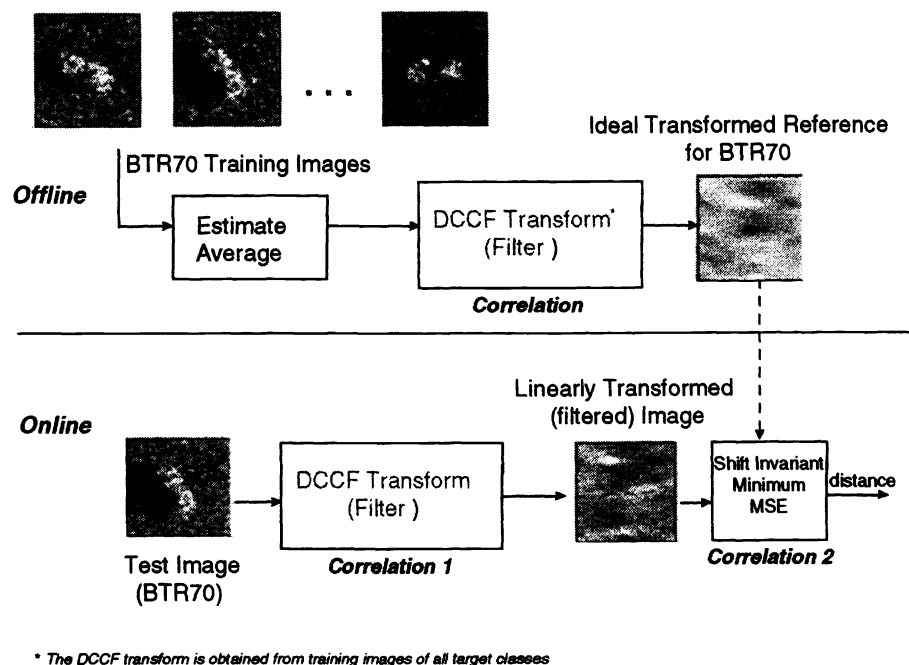 . . .
Ideal Transformed Reference
for BTR70
BTR70 Training Images
Offline
Estimate
Average
DCCF Transform*
(Filter )
Correlation
Linearly Transformed
(filtered) Image
Online
DCCF Transform
(Filter )
Shift Invariant
Minimum
MSE
distance
Correlation 1
Correlation 2
Test Image
(BTR70)
* The DCCF transform is obtained from training images of all target classes